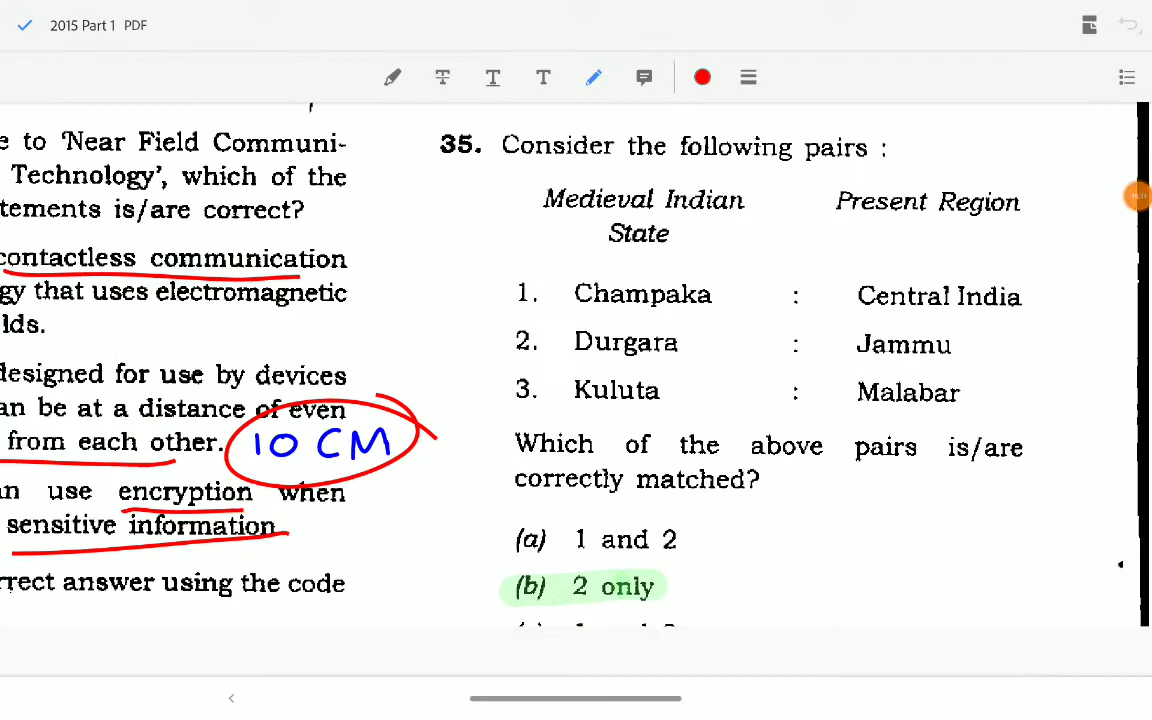 2015 Part 1 PDF
e to 'Near Field Communi-
Technology', which of the
tements is/are correct?
contactless communication
gy that uses electromagnetic
lds.
designed for use by devices
an be at a distance of even
from each other.
10 CM
an use encryption when
sensitive information
rrect answer using the code
35. Consider the following pairs :
Medieval Indian State
Present Region
1. Champaka : Central India
2. Durgara : Jammu
3. Kuluta : Malabar
Which of the above pairs is/are
correctly matched?
(a) 1 and 2
(b) 2 only